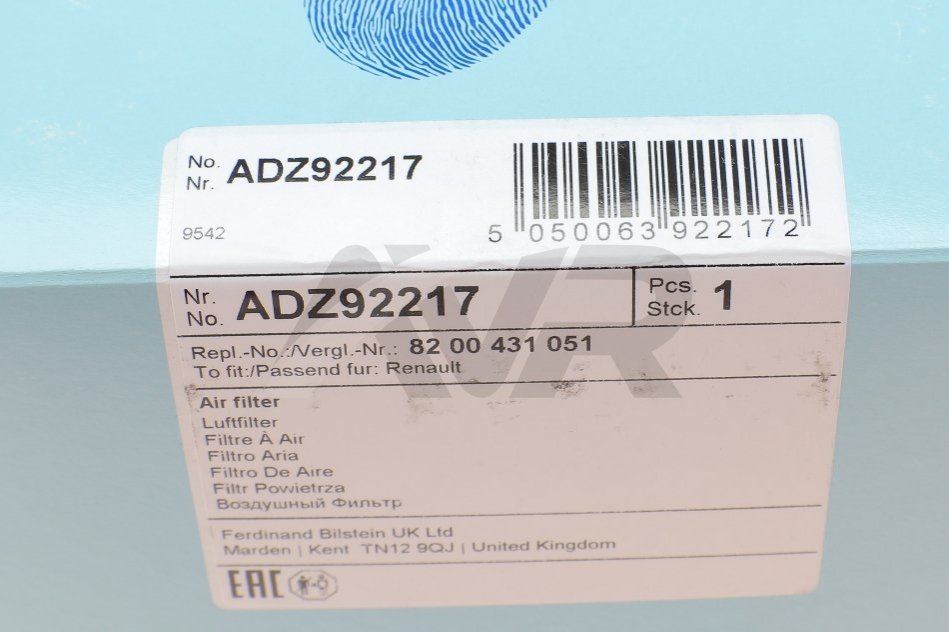 No.
Nr. ADZ92217
9542
5 050063 922172
Nr.
No. ADZ92217
Pcs.
Stck. 1
Repl.-No.:/Vergl.-Nr.: 82 00 431 051
To fit:/Passend fur: Renault
Air filter
Luftfilter
Filtre À Air
Filtro Aria
Filtro De Aire
Filtr Powietrza
Воздушный Фильтр
Ferdinand Bilstein UK Ltd
Marden | Kent TN12 9QJ | United Kingdom
EAC
AVR